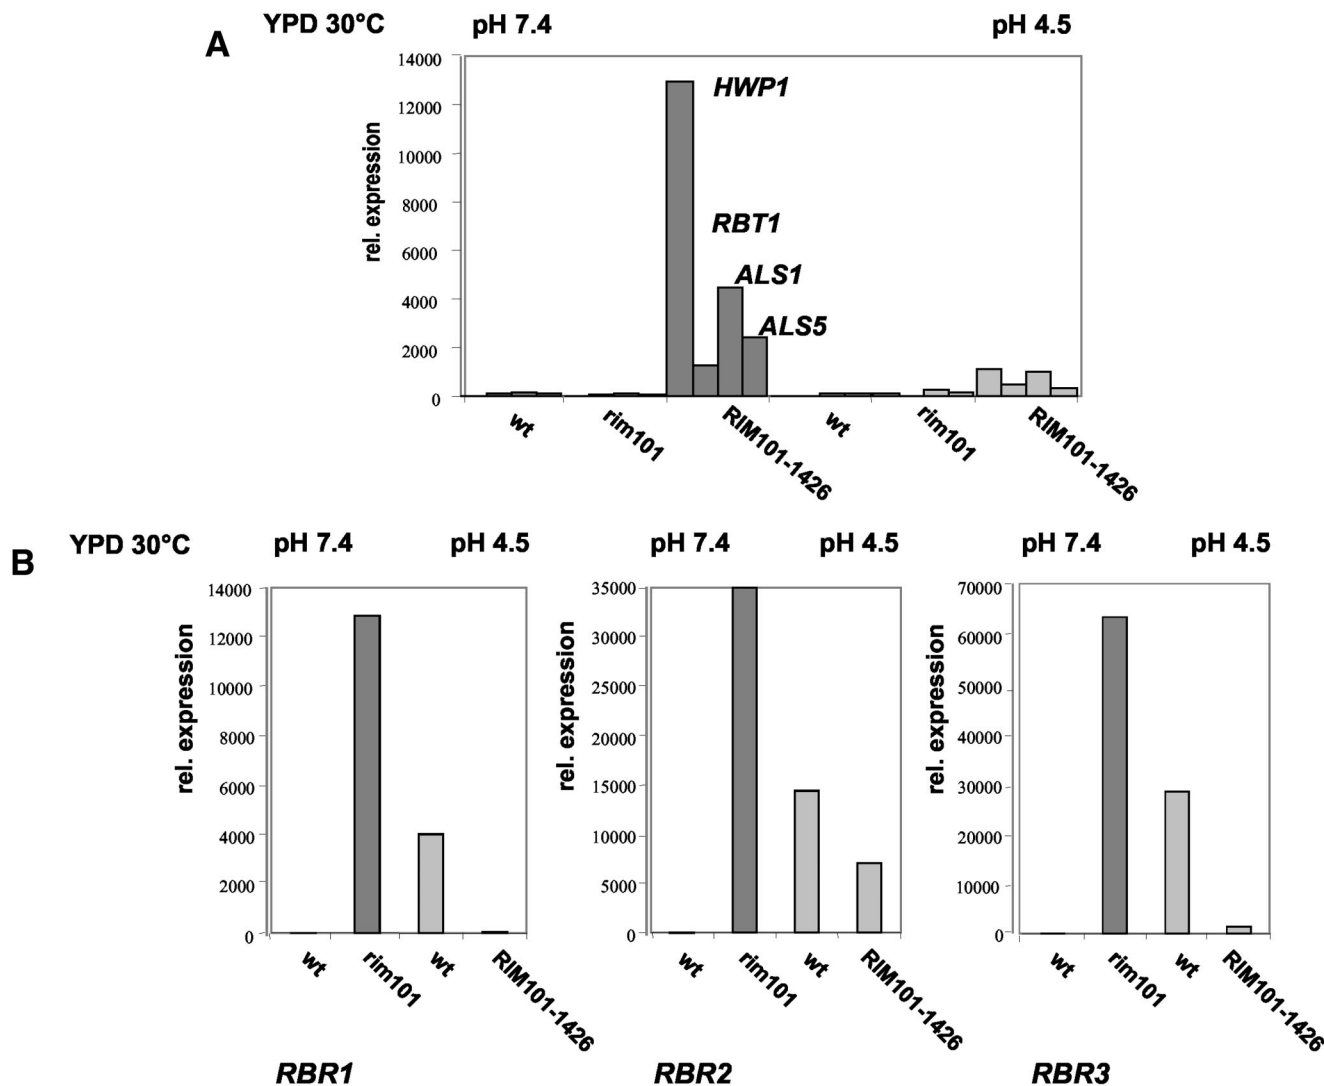 A
YPD 30°C pH 7.4 pH 4.5
rel. expression
14000
12000
10000
8000
6000
4000
2000
0
HWP1
RBT1
ALS1
ALS5
wt rim101 RIM101-1426 wt rim101 RIM101-1426
B
YPD 30°C pH 7.4 pH 4.5
rel. expression
14000
12000
10000
8000
6000
4000
2000
0
wt rim101 wt RIM101-1426
RBR1
pH 7.4 pH 4.5
rel. expression
35000
30000
25000
20000
15000
10000
5000
0
wt rim101 wt RIM101-1426
RBR2
pH 7.4 pH 4.5
rel. expression
70000
60000
50000
40000
30000
20000
10000
0
wt rim101 wt RIM101-1426
RBR3